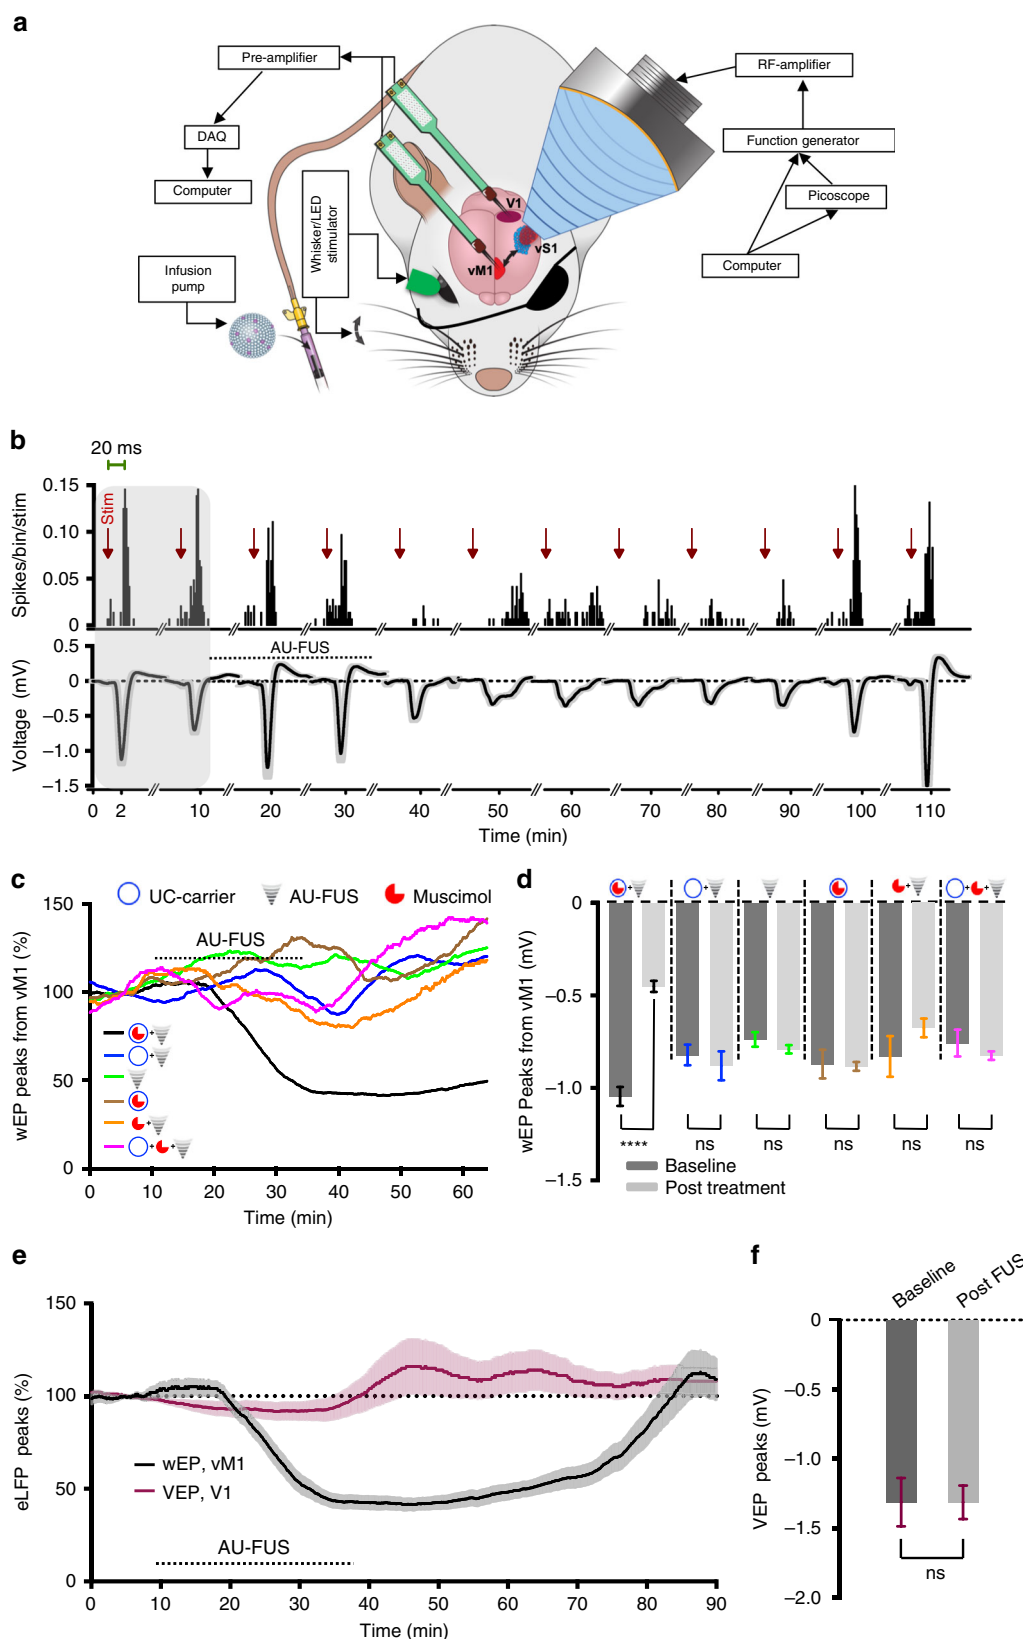 a
Pre-amplifier
DAQ
Computer
Infusion
pump
Whisker/LED
stimulator
RF-amplifier
Function generator
Picoscope
Computer
V1
vS1
vM1
b
20 ms
Stim
Spikes/bin/stim
0.15
0.10
0.05
0
AU-FUS
Voltage (mV)
0.5
0
−0.5
−1.0
−1.5
0 2 10 20 30 40 50 60 70 80 90 100 110
Time (min)
c
UC-carrier AU-FUS Muscimol
wEP peaks from vM1 (%)
150
100
50
0
AU-FUS
+
+
+
+ +
0 10 20 30 40 50 60
Time (min)
d
+ + + + +
wEP Peaks from vM1 (mV)
0
−0.5
−1.0
−1.5
**** ns ns ns ns ns
Baseline
Post treatment
e
eLFP peaks (%)
150
100
50
0
wEP, vM1
VEP, V1
AU-FUS
0 10 20 30 40 50 60 70 80 90
Time (min)
f
Baseline Post FUS
VEP peaks (mV)
0
−0.5
−1.0
−1.5
−2.0
ns